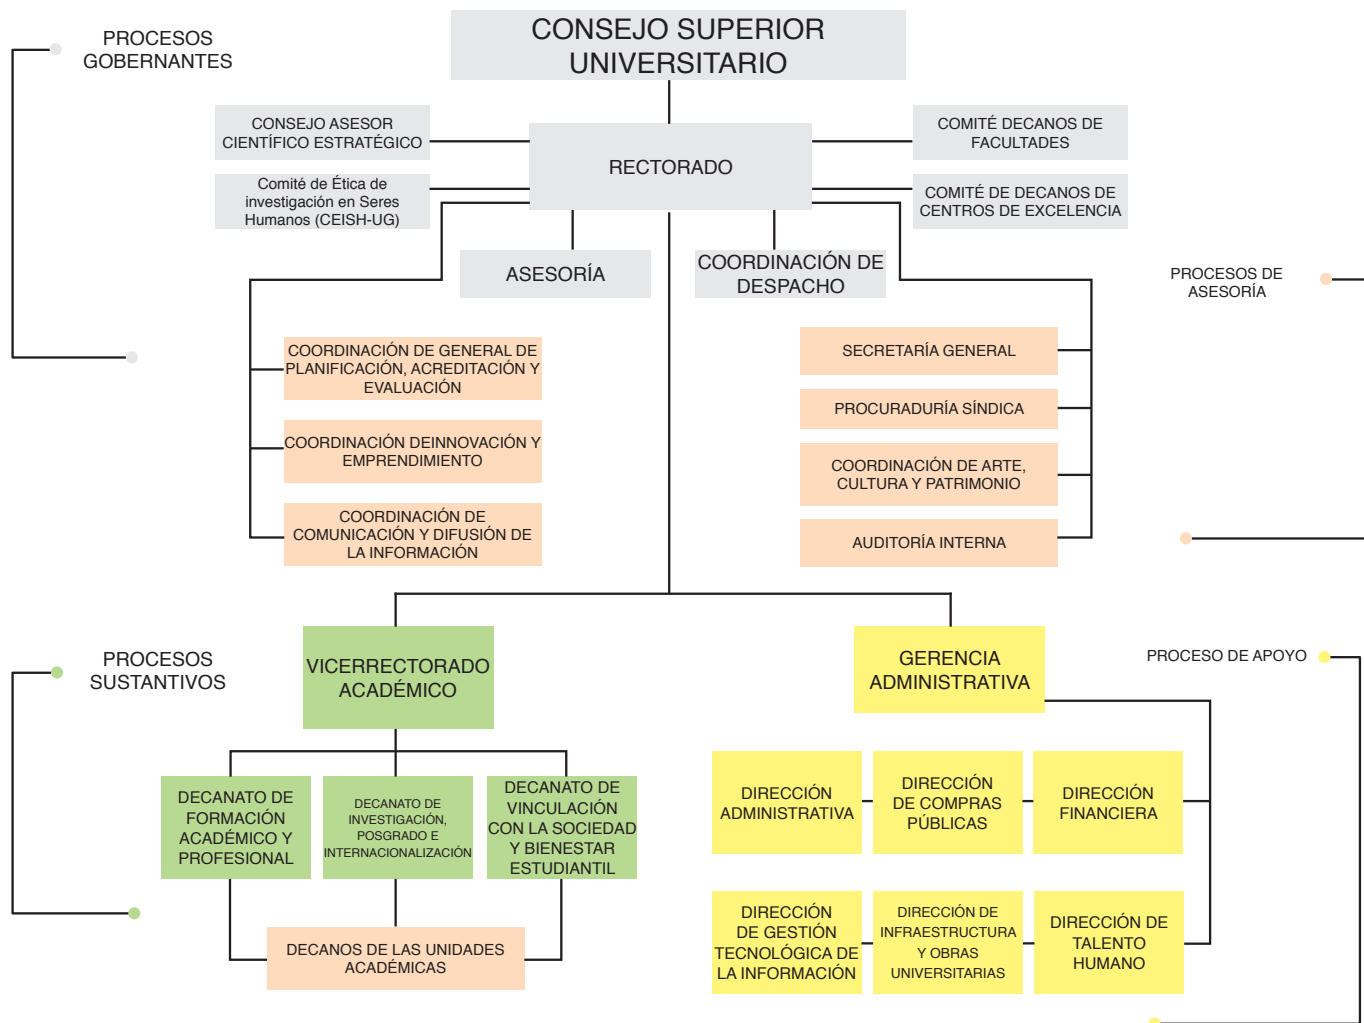 PROCESOS
GOBERNANTES
CONSEJO SUPERIOR
UNIVERSITARIO
CONSEJO ASESOR
CIENTÍFICO ESTRATÉGICO
RECTORADO
COMITÉ DECANOS DE
FACULTADES
Comité de Ética de
investigación en Seres
Humanos (CEISH-UG)
COMITÉ DE DECANOS DE
CENTROS DE EXCELENCIA
ASESORÍA
COORDINACIÓN DE
DESPACHO
PROCESOS DE
ASESORÍA
COORDINACIÓN DE GENERAL DE
PLANIFICACIÓN, ACREDITACIÓN Y
EVALUACIÓN
COORDINACIÓN DEINNOVACIÓN Y
EMPRENDIMIENTO
COORDINACIÓN DE
COMUNICACIÓN Y DIFUSIÓN DE
LA INFORMACIÓN
SECRETARÍA GENERAL
PROCURADURÍA SÍNDICA
COORDINACIÓN DE ARTE,
CULTURA Y PATRIMONIO
AUDITORÍA INTERNA
PROCESOS
SUSTANTIVOS
VICERRECTORADO
ACADÉMICO
GERENCIA
ADMINISTRATIVA
PROCESO DE APOYO
DECANATO DE
FORMACIÓN
ACADÉMICO Y
PROFESIONAL
DECANATO DE
INVESTIGACIÓN,
POSGRADO E
INTERNACIONALIZACIÓN
DECANATO DE
VINCULACIÓN
CON LA SOCIEDAD
Y BIENESTAR
ESTUDIANTIL
DECANOS DE LAS UNIDADES
ACADÉMICAS
DIRECCIÓN
ADMINISTRATIVA
DIRECCIÓN
DE COMPRAS
PÚBLICAS
DIRECCIÓN
FINANCIERA
DIRECCIÓN
DE GESTIÓN
TECNOLÓGICA DE
LA INFORMACIÓN
DIRECCIÓN DE
INFRAESTRUCTURA
Y OBRAS
UNIVERSITARIAS
DIRECCIÓN DE
TALENTO
HUMANO